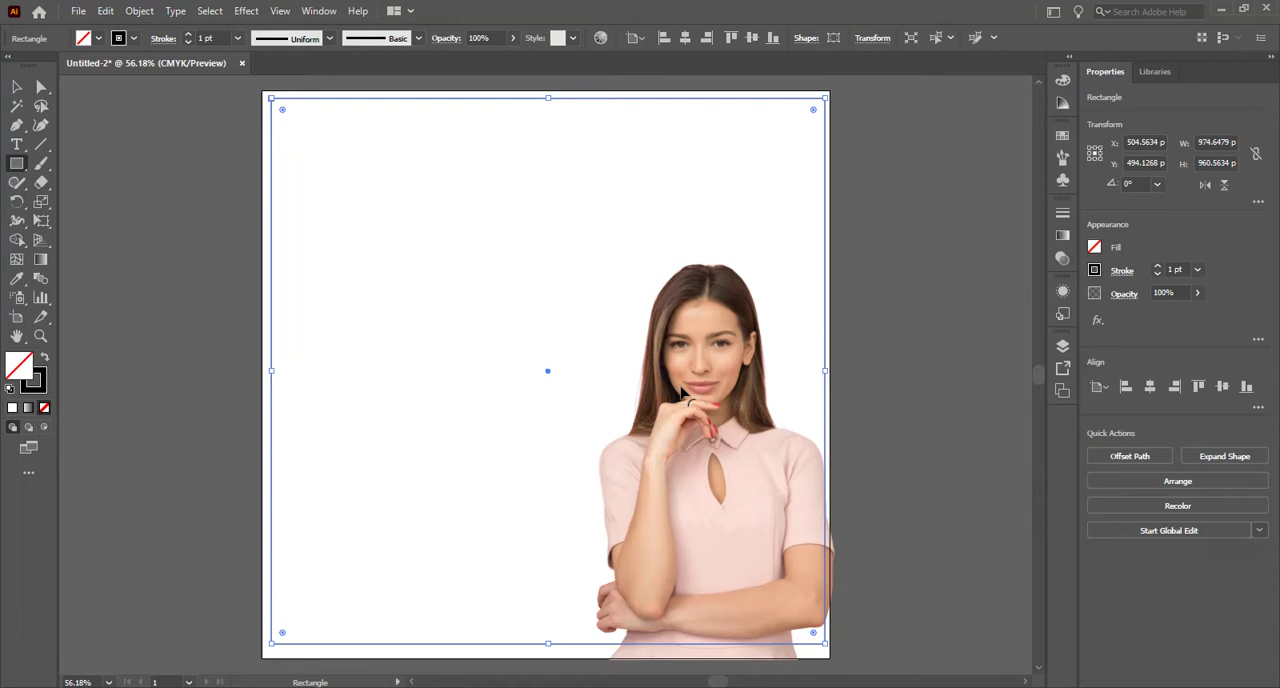 Ai File Edit Object Type Select Effect View Window Help Search Adobe Help
Rectangle Stroke: 1 pt Uniform Basic Opacity: 100% Style: Shape: Transform
Untitled-2* @ 56.18% (CMYK/Preview) ×
Properties Libraries
Rectangle
Transform
X: 504.5634 p W: 974.6479 p
Y: 494.1268 p H: 960.5634 p
0°
Appearance
Fill
Stroke 1 pt
Opacity 100%
fx.
Align
Quick Actions
Offset Path Expand Shape
Arrange
Recolor
Start Global Edit
56.18% 1 Rectangle